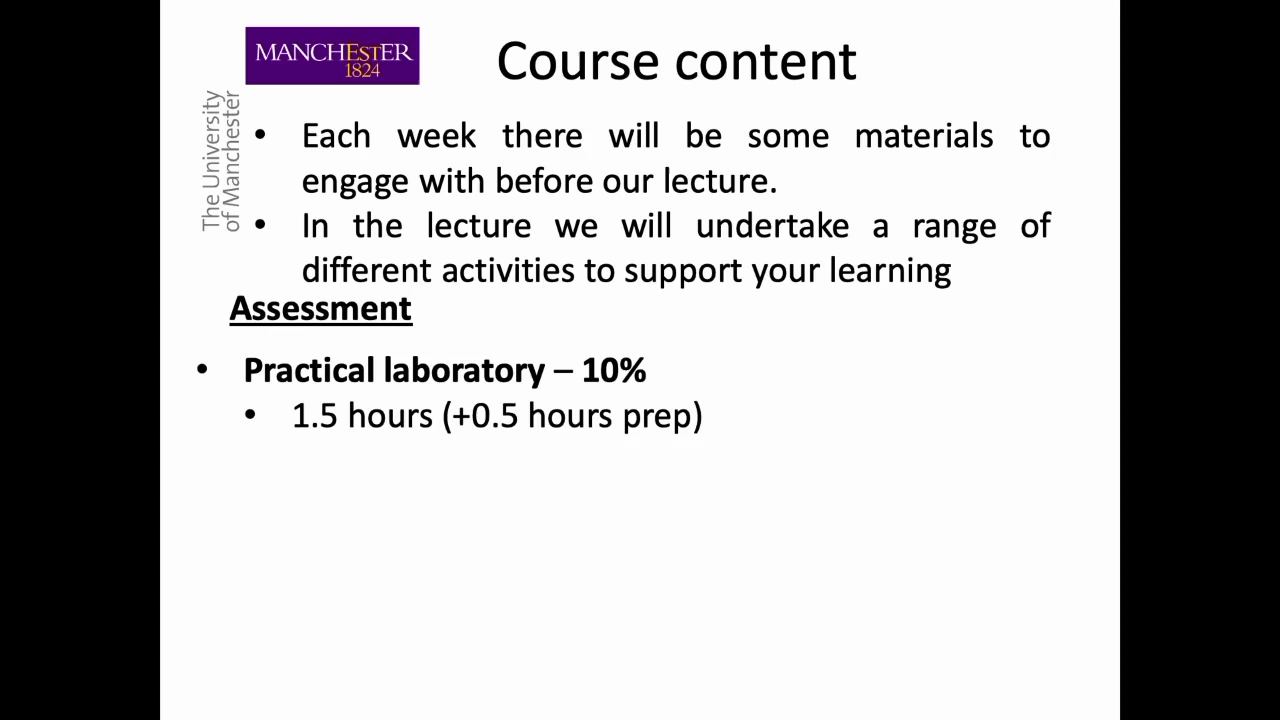 MANCHESTER
1824
The University
of Manchester
Course content
• Each week there will be some materials to
engage with before our lecture.
• In the lecture we will undertake a range of
different activities to support your learning
Assessment
• Practical laboratory – 10%
• 1.5 hours (+0.5 hours prep)